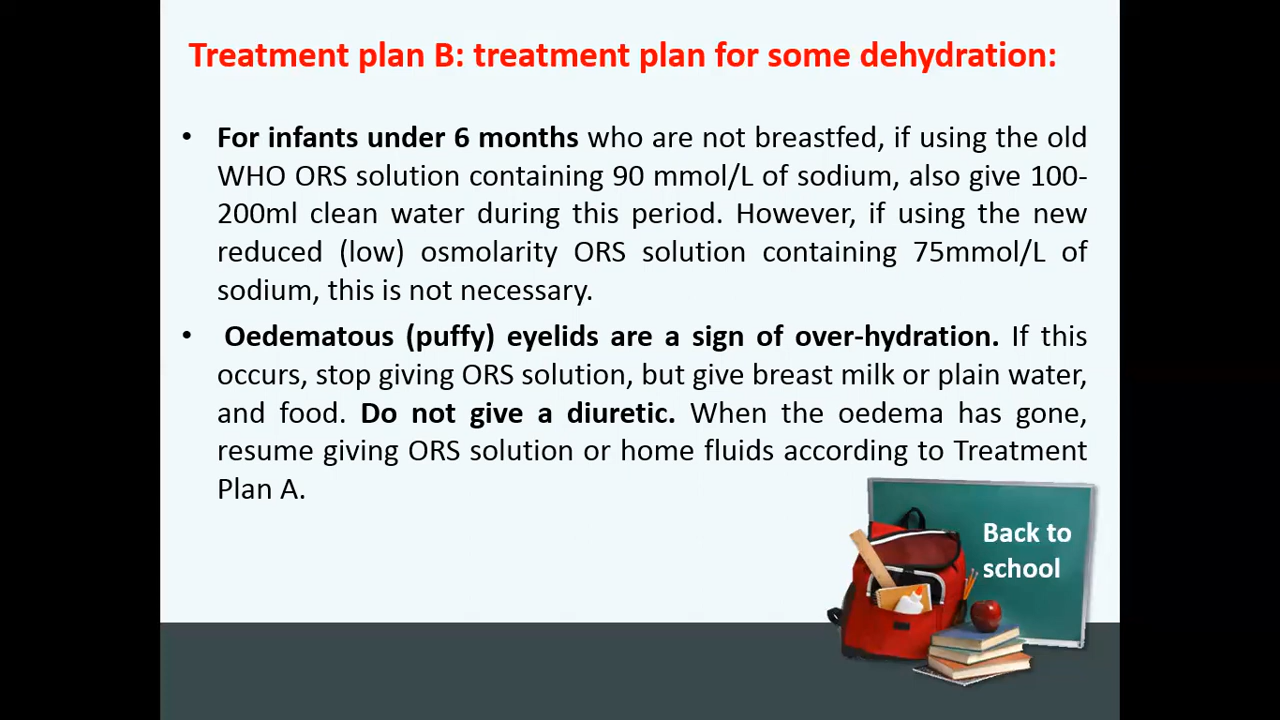 Treatment plan B: treatment plan for some dehydration:
• For infants under 6 months who are not breastfed, if using the old
WHO ORS solution containing 90 mmol/L of sodium, also give 100-
200ml clean water during this period. However, if using the new
reduced (low) osmolarity ORS solution containing 75mmol/L of
sodium, this is not necessary.
• Oedematous (puffy) eyelids are a sign of over-hydration. If this
occurs, stop giving ORS solution, but give breast milk or plain water,
and food. Do not give a diuretic. When the oedema has gone,
resume giving ORS solution or home fluids according to Treatment
Plan A.
Back to
school